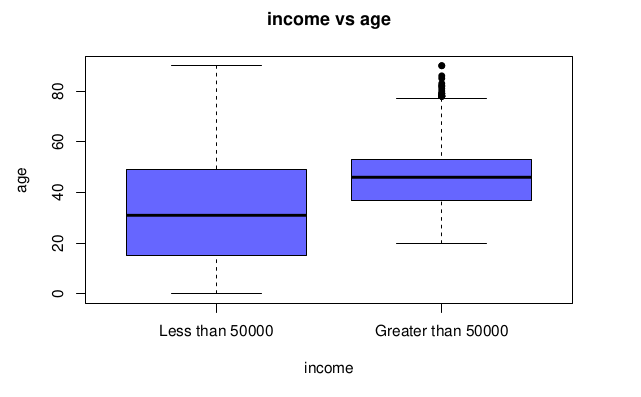 income vs age
age
80
60
40
20
0
Less than 50000
Greater than 50000
income